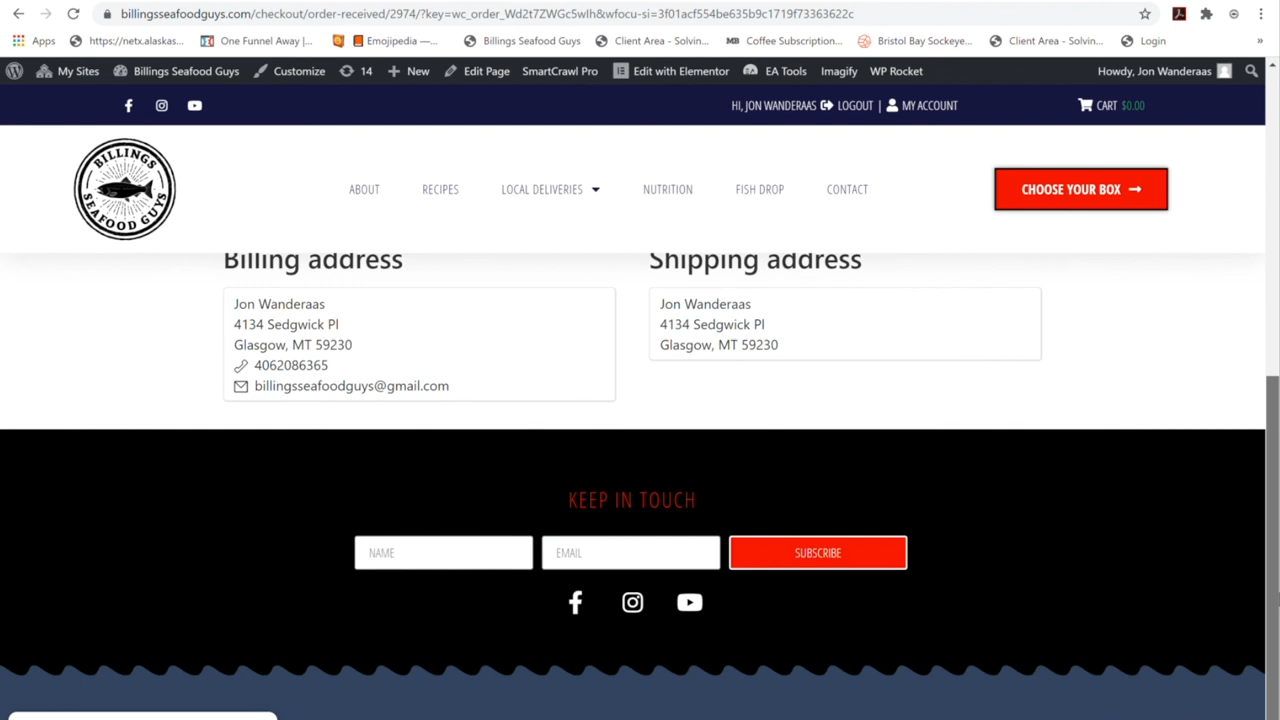 billingsseafoodguys.com/checkout/order-received/2974/?key=wc_order_Wd2t7ZWGc5wIh&wfocu-si=3f01acf554be635b9c1719f73363622c
Apps https://netx.alaskas... One Funnel Away |... Emojipedia —... Billings Seafood Guys Client Area - Solvin... MB Coffee Subscription... Bristol Bay Sockeye... Client Area - Solvin... Login »
My Sites Billings Seafood Guys Customize 14 New Edit Page SmartCrawl Pro Edit with Elementor EA Tools Imagify WP Rocket Howdy, Jon Wanderaas
HI, JON WANDERAAS LOGOUT | MY ACCOUNT CART $0.00
BILLINGS
SEAFOOD GUYS
ABOUT RECIPES LOCAL DELIVERIES NUTRITION FISH DROP CONTACT CHOOSE YOUR BOX →
Billing address
Jon Wanderaas
4134 Sedgwick Pl
Glasgow, MT 59230
4062086365
billingsseafoodguys@gmail.com
Shipping address
Jon Wanderaas
4134 Sedgwick Pl
Glasgow, MT 59230
KEEP IN TOUCH
NAME EMAIL SUBSCRIBE